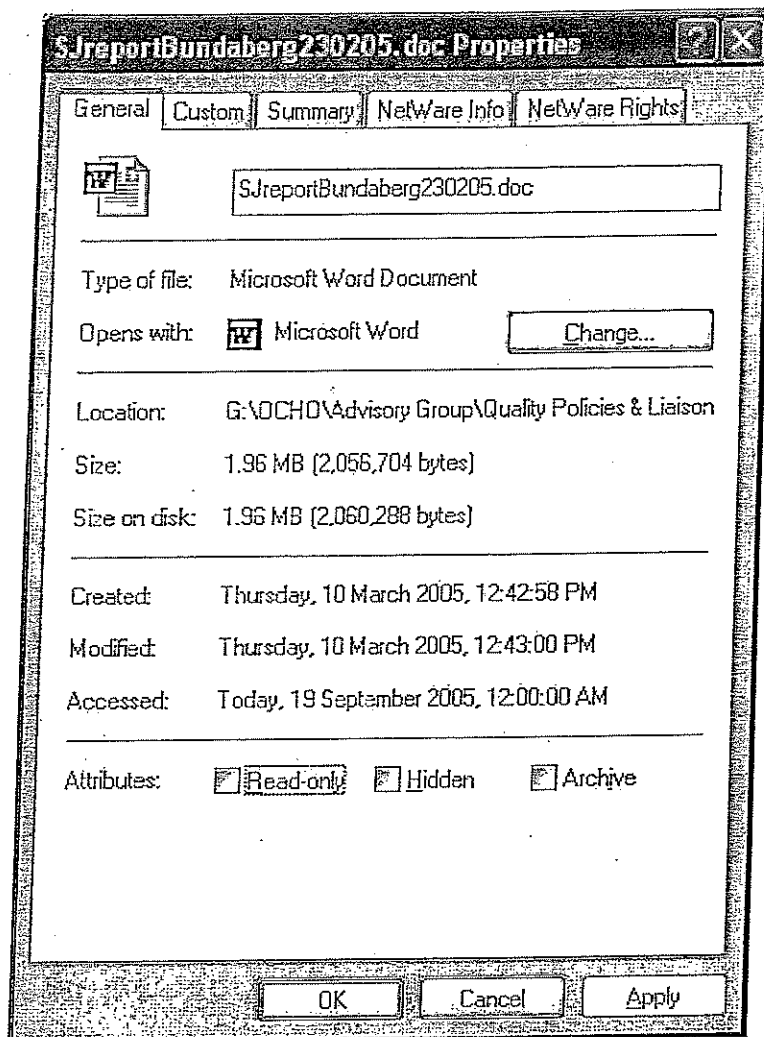 SJreportBundaberg230205.doc Properties
General Custom Summary NetWare Info NetWare Rights
SJreportBundaberg230205.doc
Type of file: Microsoft Word Document
Opens with: Microsoft Word Change...
Location: G:\OCHO\Advisory Group\Quality Policies & Liaison
Size: 1.96 MB (2,056,704 bytes)
Size on disk: 1.96 MB (2,060,288 bytes)
Created: Thursday, 10 March 2005, 12:42:58 PM
Modified: Thursday, 10 March 2005, 12:43:00 PM
Accessed: Today, 19 September 2005, 12:00:00 AM
Attributes: Read-only Hidden Archive
OK Cancel Apply